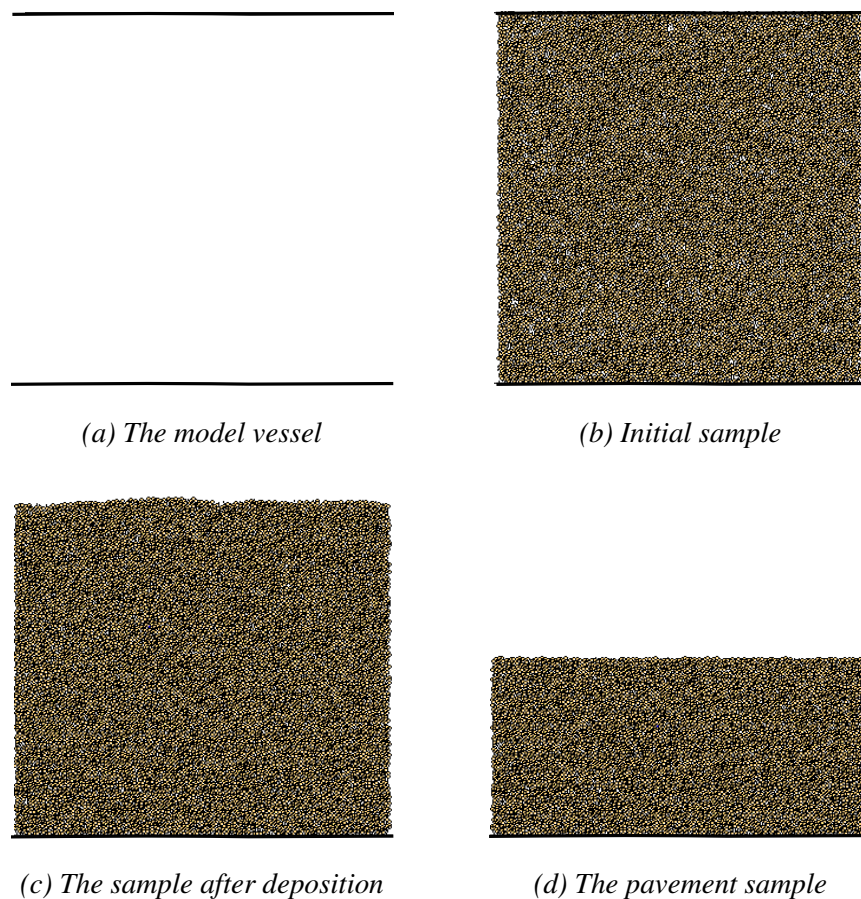 (a) The model vessel
(b) Initial sample
(c) The sample after deposition
(d) The pavement sample